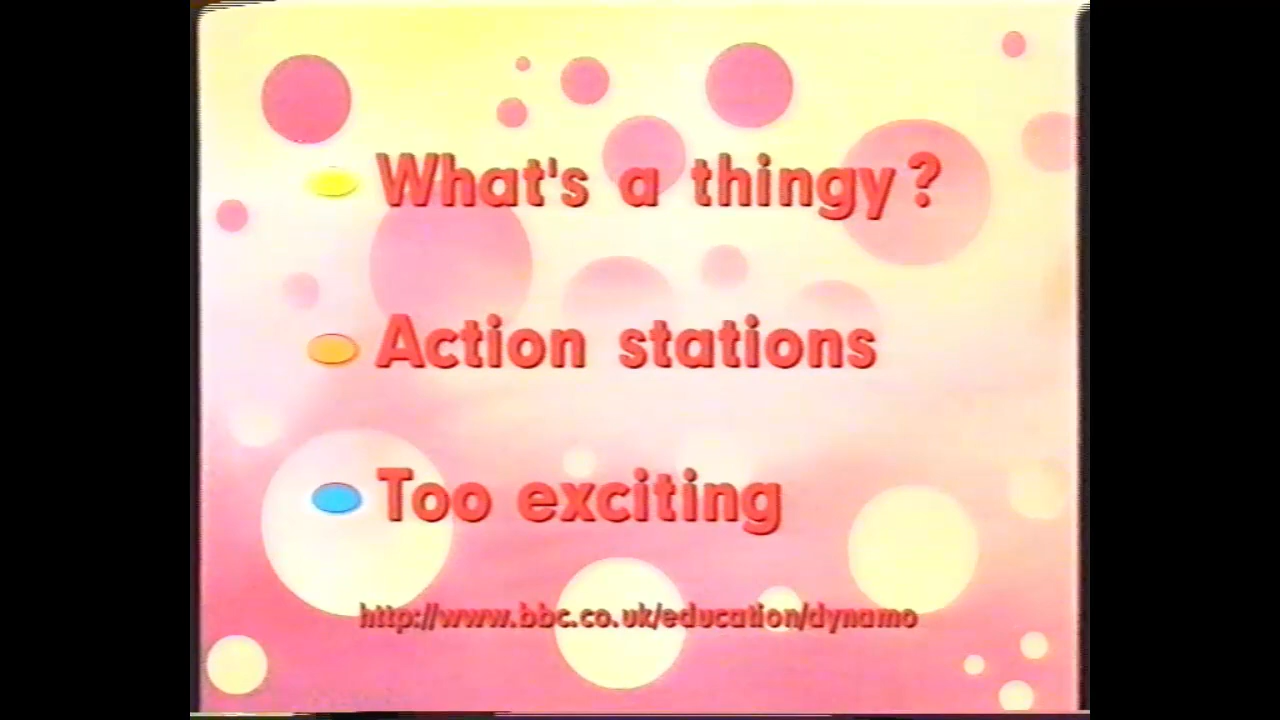 What's a thingy?
Action stations
Too exciting
http://www.bbc.co.uk/education/dynamo